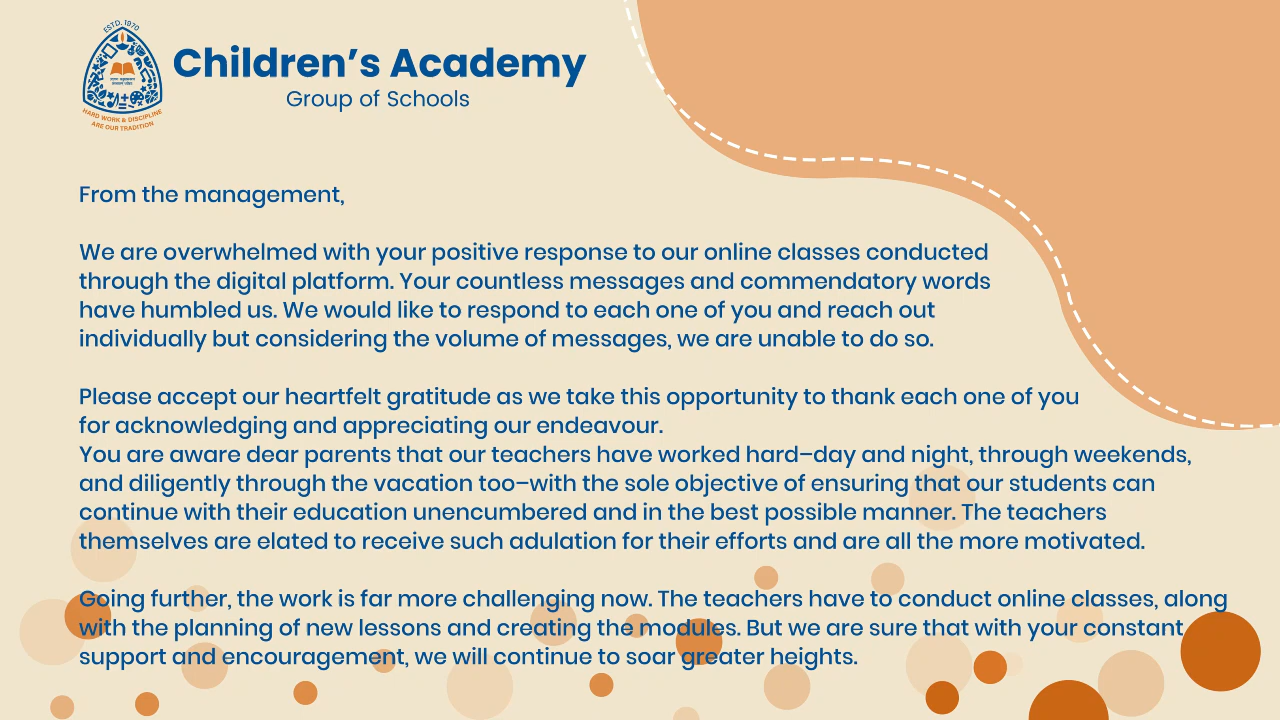 ESTD. 1970
HARD WORK & DISCIPLINE
ARE OUR TRADITION
Children's Academy
Group of Schools
From the management,
We are overwhelmed with your positive response to our online classes conducted
through the digital platform. Your countless messages and commendatory words
have humbled us. We would like to respond to each one of you and reach out
individually but considering the volume of messages, we are unable to do so.
Please accept our heartfelt gratitude as we take this opportunity to thank each one of you
for acknowledging and appreciating our endeavour.
You are aware dear parents that our teachers have worked hard–day and night, through weekends,
and diligently through the vacation too–with the sole objective of ensuring that our students can
continue with their education unencumbered and in the best possible manner. The teachers
themselves are elated to receive such adulation for their efforts and are all the more motivated.
Going further, the work is far more challenging now. The teachers have to conduct online classes, along
with the planning of new lessons and creating the modules. But we are sure that with your constant
support and encouragement, we will continue to soar greater heights.